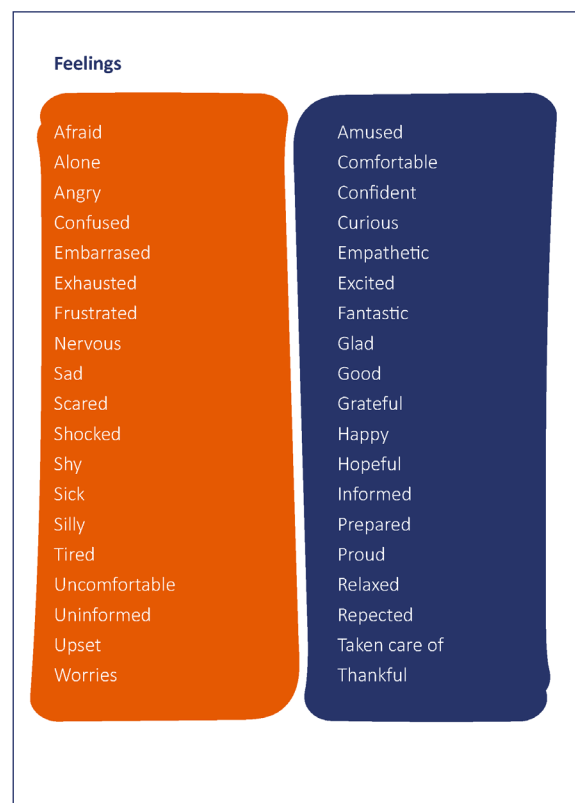 Feelings
Afraid
Alone
Angry
Confused
Embarrased
Exhausted
Frustrated
Nervous
Sad
Scared
Shocked
Shy
Sick
Silly
Tired
Uncomfortable
Uninformed
Upset
Worries
Amused
Comfortable
Confident
Curious
Empathetic
Excited
Fantastic
Glad
Good
Grateful
Happy
Hopeful
Informed
Prepared
Proud
Relaxed
Repected
Taken care of
Thankful